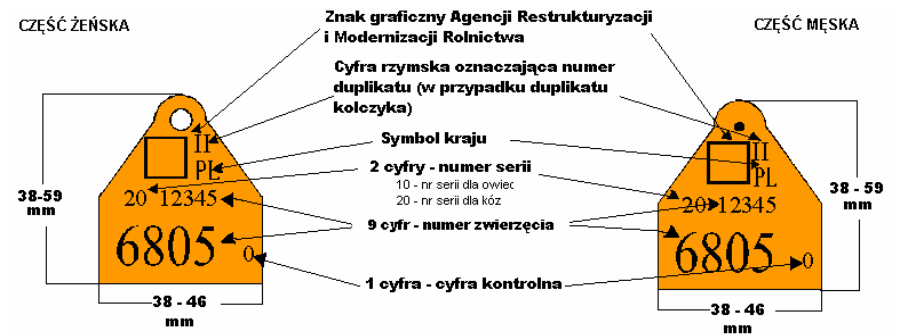 CZĘŚĆ ŻEŃSKA
Znak graficzny Agencji Restrukturyzacji
i Modernizacji Rolnictwa
CZĘŚĆ MĘSKA
Cyfra rzymska oznaczająca numer
duplikatu (w przypadku duplikatu
kolczyka)
Symbol kraju
2 cyfry - numer serii
10 - nr serii dla owiec
20 - nr serii dla kóz
9 cyfr - numer zwierzęcia
1 cyfra - cyfra kontrolna
38-59
mm
II
PL
20 12345
6805
0
38 - 46
mm
II
PL
20 12345
6805
0
38 - 59
mm
38 - 46
mm